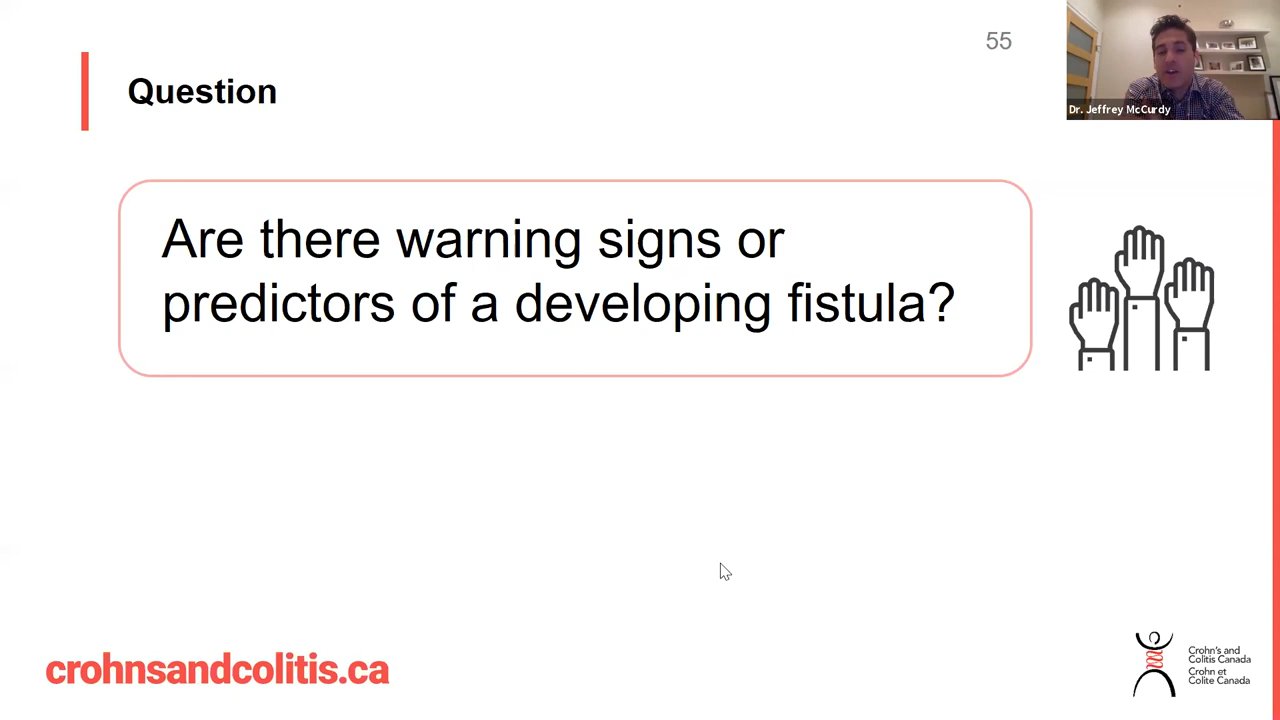 55
Dr. Jeffrey McCurdy
Question
Are there warning signs or
predictors of a developing fistula?
crohnsandcolitis.ca
Crohn's and
Colitis Canada
Crohn et
Colite Canada